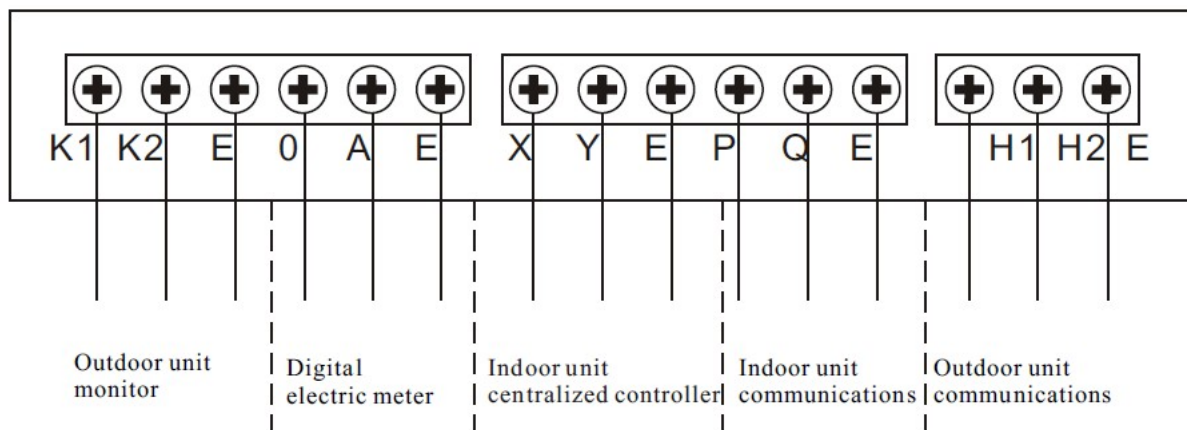 K1 K2 E 0 A E X Y E P Q E H1 H2 E
Outdoor unit
monitor
Digital
electric meter
Indoor unit
centralized controller
Indoor unit
communications
Outdoor unit
communications